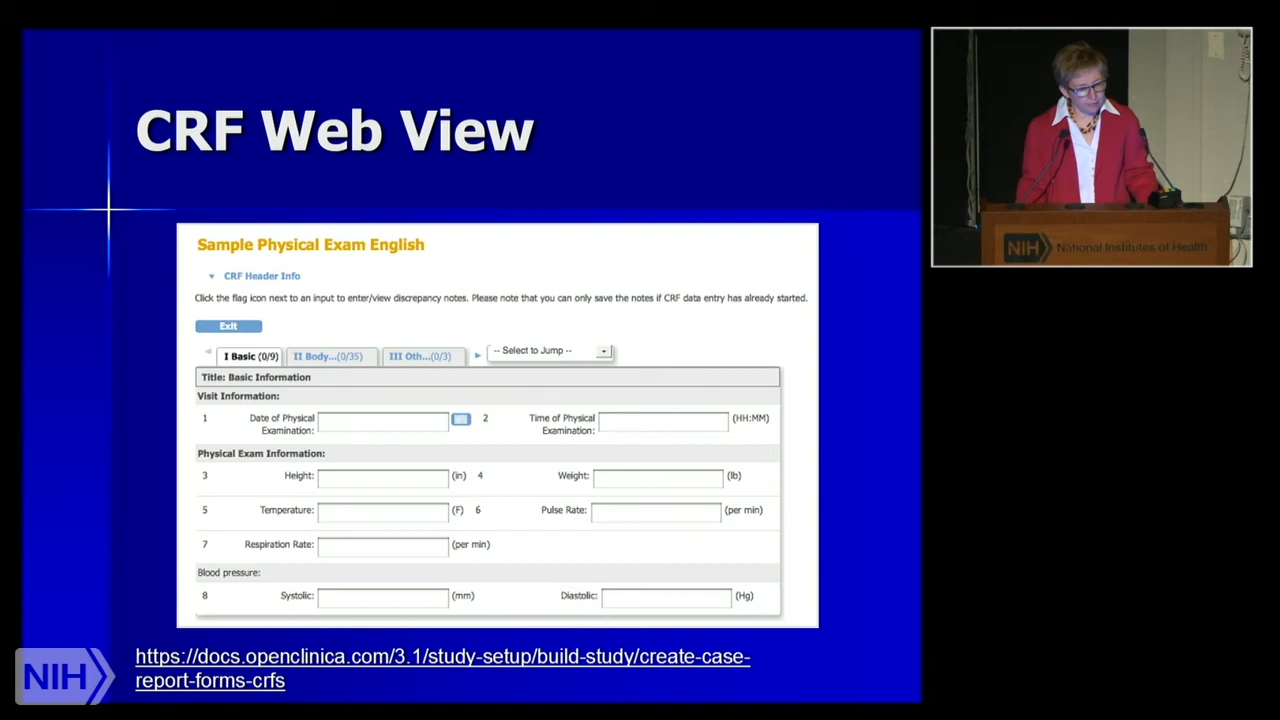 CRF Web View
Sample Physical Exam English
CRF Header Info
Click the flag icon next to an input to enter/view discrepancy notes. Please note that you can only save the notes if CRF data entry has already started.
Exit
I Basic (0/9) II Body...(0/35) III Oth...(0/3) -- Select to Jump --
Title: Basic Information
Visit Information:
1 Date of Physical Examination: 2 Time of Physical Examination: (HH:MM)
Physical Exam Information:
3 Height: (in) 4 Weight: (lb)
5 Temperature: (F) 6 Pulse Rate: (per min)
7 Respiration Rate: (per min)
Blood pressure:
8 Systolic: (mm) Diastolic: (Hg)
https://docs.openclinica.com/3.1/study-setup/build-study/create-case-
report-forms-crfs
NIH
NIH National Institutes of Health